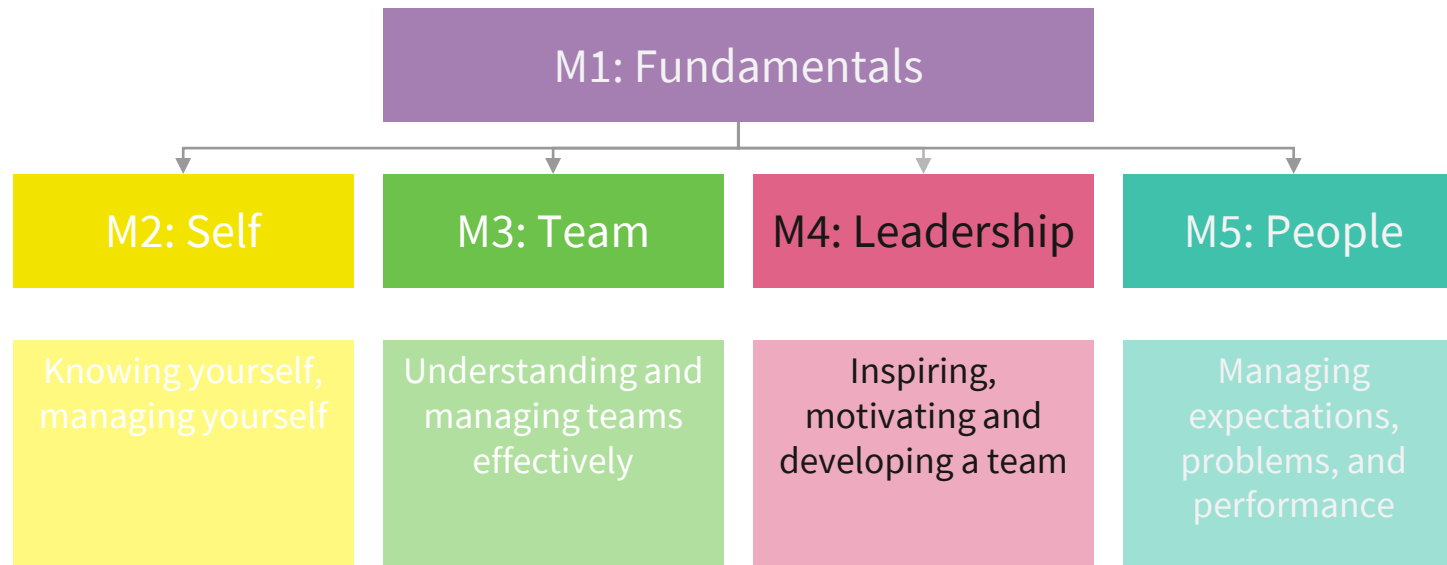 M1: Fundamentals
M2: Self
M3: Team
M4: Leadership
M5: People
Knowing yourself,
managing yourself
Understanding and
managing teams
effectively
Inspiring,
motivating and
developing a team
Managing
expectations,
problems, and
performance